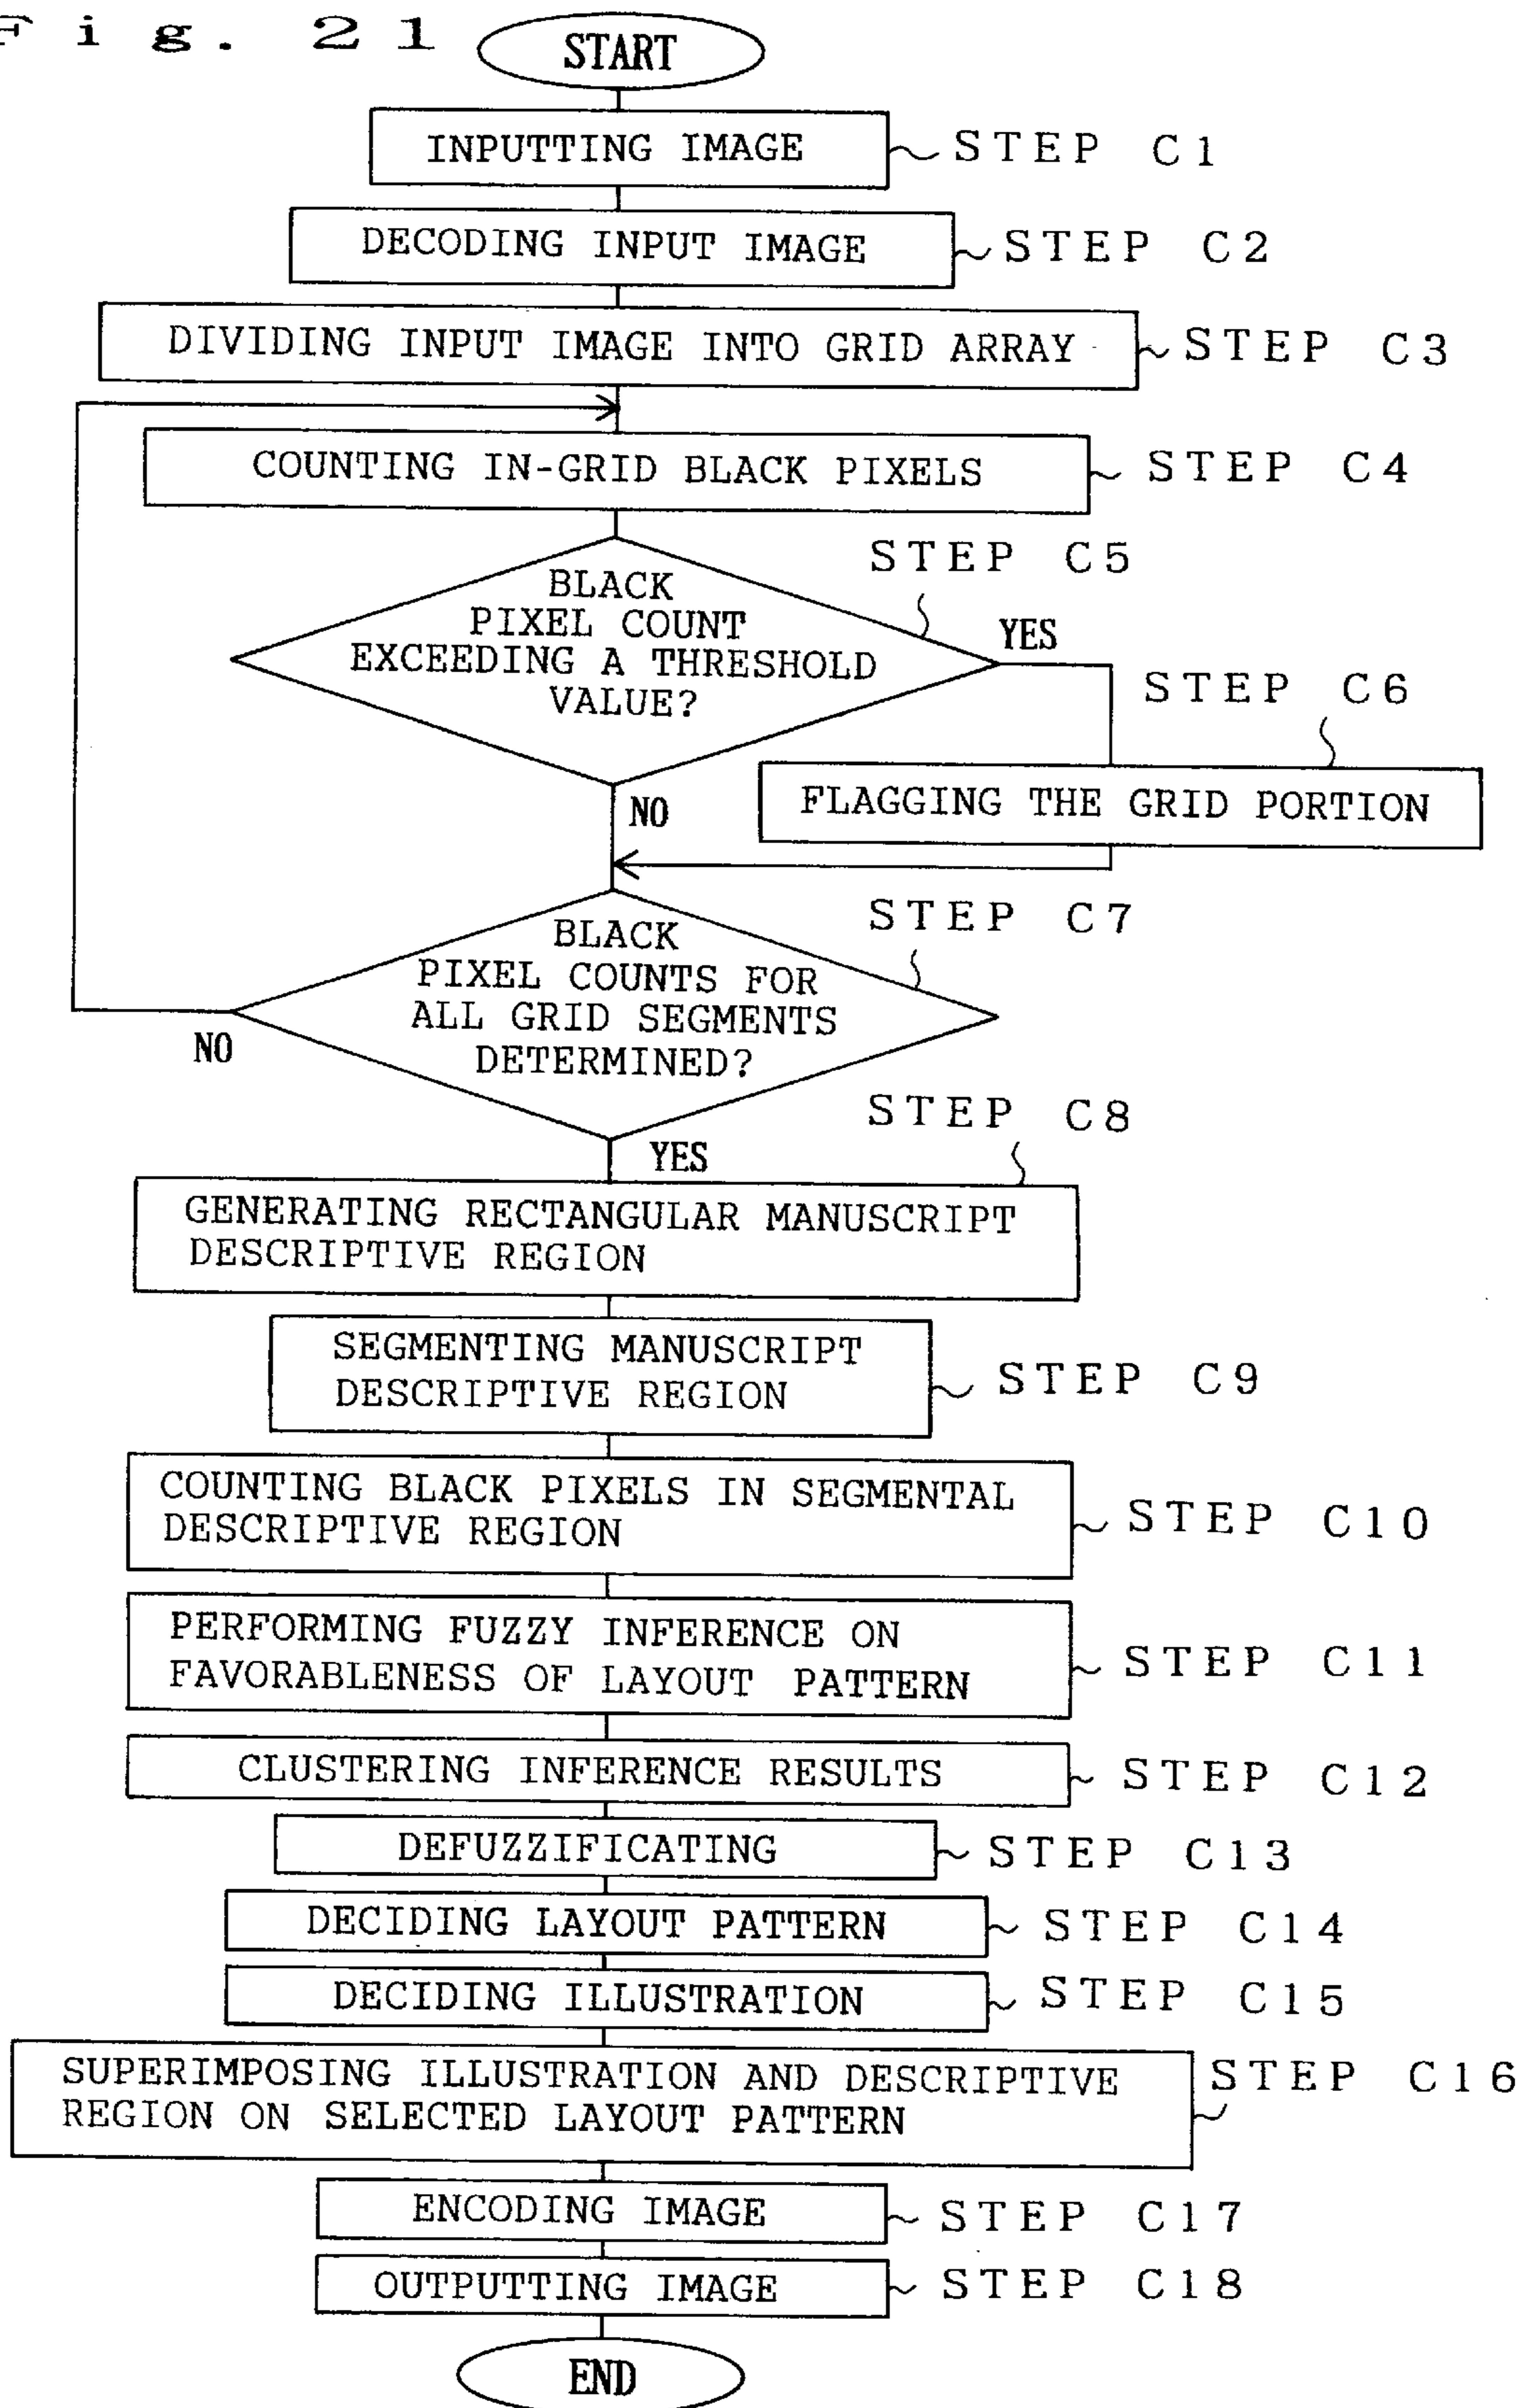 Fig. 21
START
INPUTTING IMAGE
STEP C1
DECODING INPUT IMAGE
STEP C2
DIVIDING INPUT IMAGE INTO GRID ARRAY
STEP C3
COUNTING IN-GRID BLACK PIXELS
STEP C4
STEP C5
BLACK
PIXEL COUNT
EXCEEDING A THRESHOLD
VALUE?
YES
STEP C6
FLAGGING THE GRID PORTION
NO
STEP C7
BLACK
PIXEL COUNTS FOR
ALL GRID SEGMENTS
DETERMINED?
NO
YES
STEP C8
GENERATING RECTANGULAR MANUSCRIPT
DESCRIPTIVE REGION
SEGMENTING MANUSCRIPT
DESCRIPTIVE REGION
STEP C9
COUNTING BLACK PIXELS IN SEGMENTAL
DESCRIPTIVE REGION
STEP C10
PERFORMING FUZZY INFERENCE ON
FAVORABLENESS OF LAYOUT PATTERN
STEP C11
CLUSTERING INFERENCE RESULTS
STEP C12
DEFUZZIFICATING
STEP C13
DECIDING LAYOUT PATTERN
STEP C14
DECIDING ILLUSTRATION
STEP C15
SUPERIMPOSING ILLUSTRATION AND DESCRIPTIVE
REGION ON SELECTED LAYOUT PATTERN
STEP C16
ENCODING IMAGE
STEP C17
OUTPUTTING IMAGE
STEP C18
END